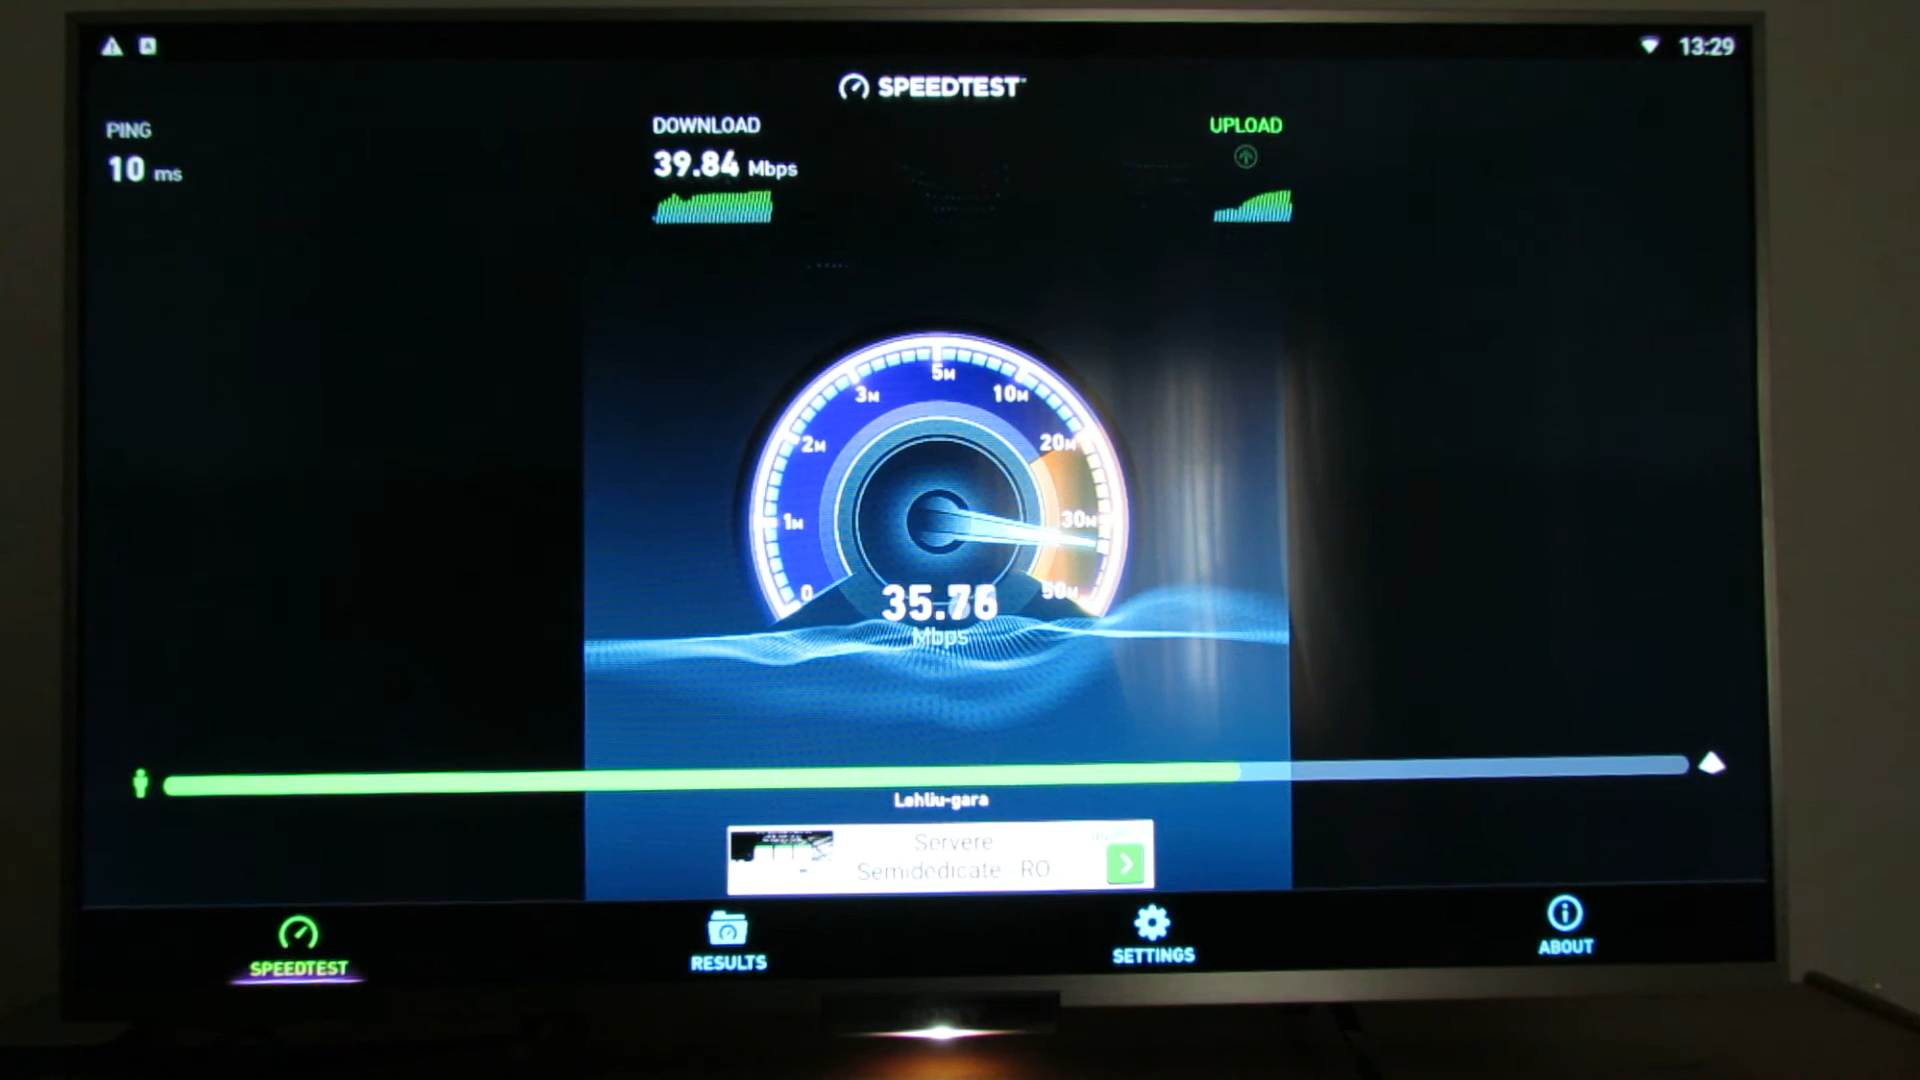 13:29
SPEEDTEST
PING
10 ms
DOWNLOAD
39.84 Mbps
UPLOAD
5M
3M
10M
2M
20M
1M
30M
0
50M
35.76
Mbps
Lehliu-gara
Servere
Semidedicate - RO
SPEEDTEST
RESULTS
SETTINGS
ABOUT